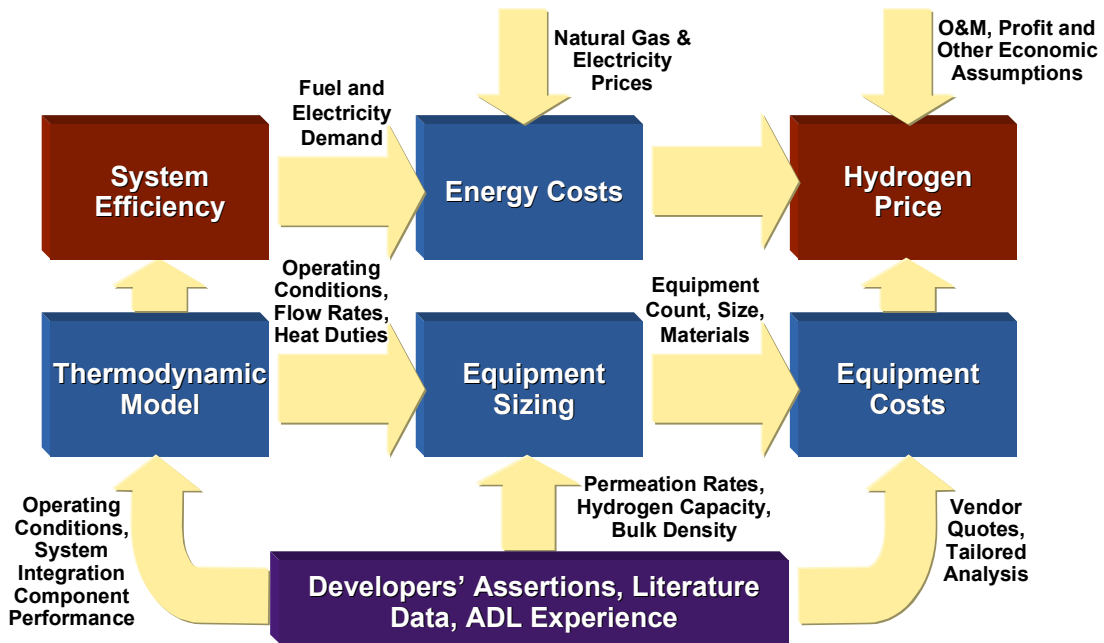 Natural Gas &
Electricity
Prices
O&M, Profit and
Other Economic
Assumptions
Fuel and
Electricity
Demand
System
Efficiency
Energy Costs
Hydrogen
Price
Operating
Conditions,
Flow Rates,
Heat Duties
Equipment
Count, Size,
Materials
Thermodynamic
Model
Equipment
Sizing
Equipment
Costs
Operating
Conditions,
System
Integration
Component
Performance
Permeation Rates,
Hydrogen Capacity,
Bulk Density
Vendor
Quotes,
Tailored
Analysis
Developers’ Assertions, Literature
Data, ADL Experience